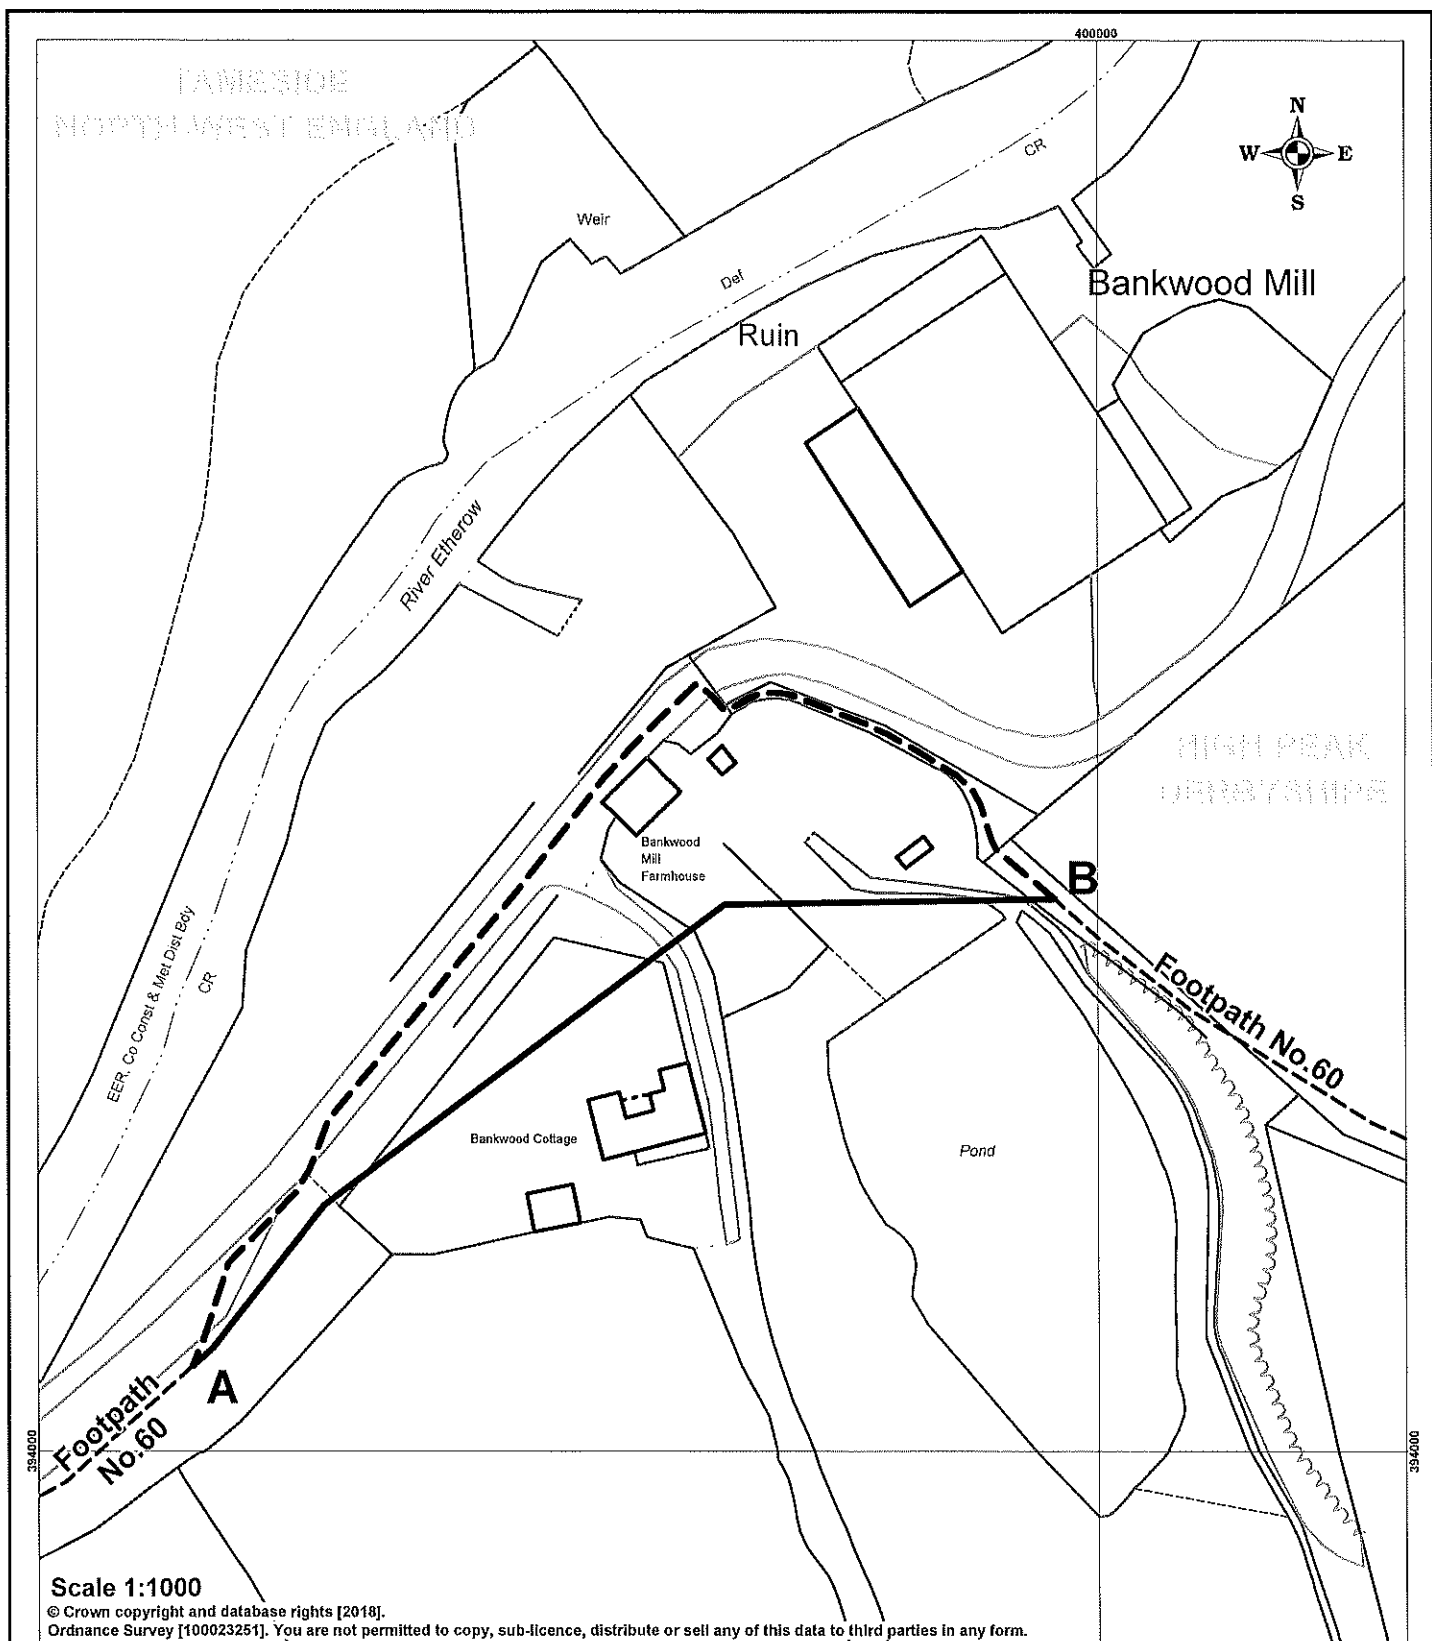 400000
TAMESIDE
NORTH WEST ENGLAND
N
W E
S
CR
Weir
Def
Bankwood Mill
Ruin
River Etherow
HIGH PEAK
DERBYSHIRE
Bankwood
Mill
Farmhouse
B
EER, Co Const & Met Dist Bdy
CR
Footpath No.60
Bankwood Cottage
Pond
A
Footpath
No.60
394000
394000
Scale 1:1000
© Crown copyright and database rights [2018].
Ordnance Survey [100023251]. You are not permitted to copy, sub-licence, distribute or sell any of this data to third parties in any form.